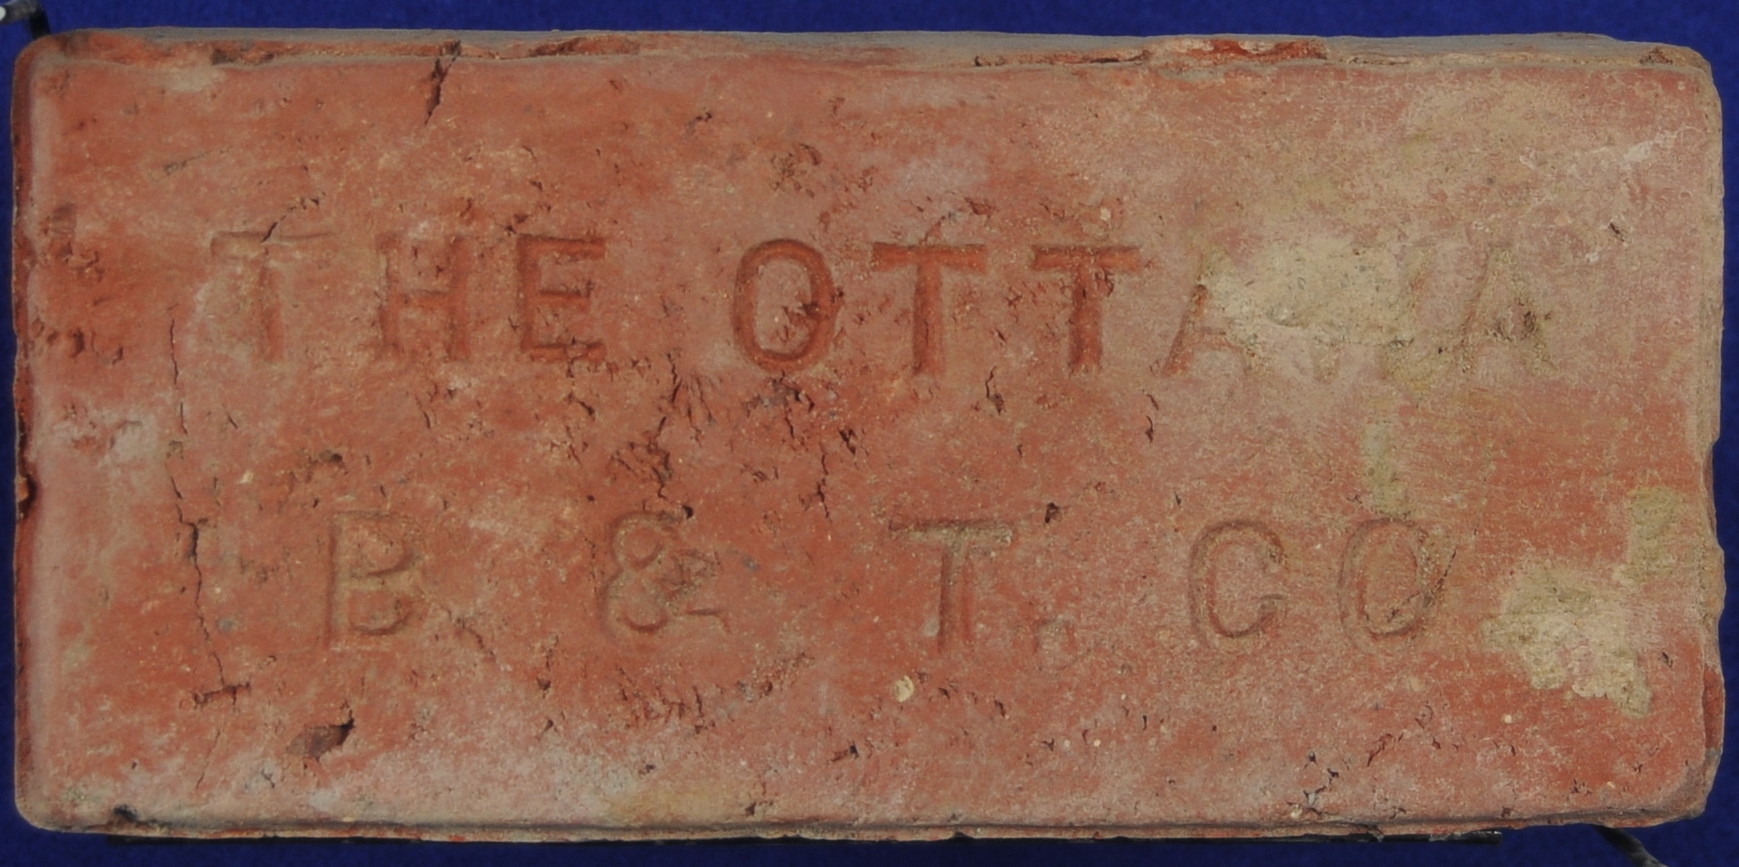 THE OTTAWA
B & T. CO